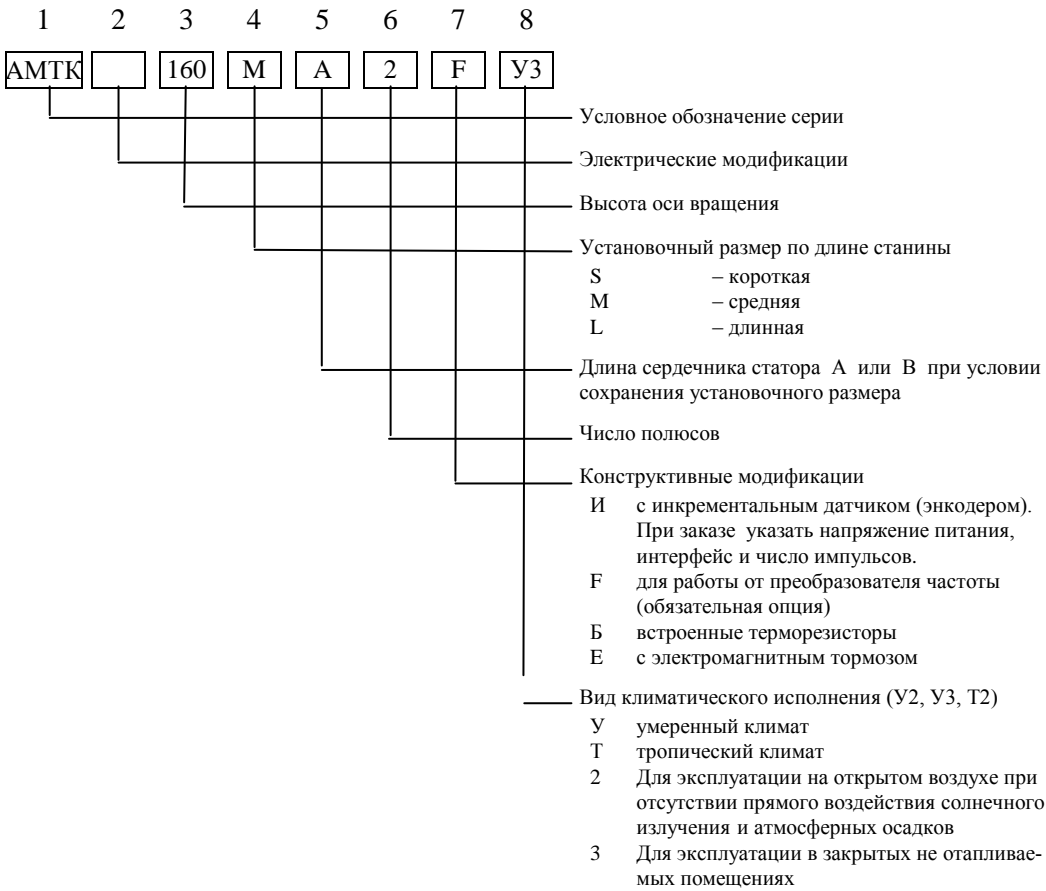 1 2 3 4 5 6 7 8
АМТК 160 М А 2 F У3
Условное обозначение серии
Электрические модификации
Высота оси вращения
Установочный размер по длине станины
S – короткая
M – средняя
L – длинная
Длина сердечника статора А или В при условии
сохранения установочного размера
Число полюсов
Конструктивные модификации
И с инкрементальным датчиком (энкодером).
При заказе указать напряжение питания,
интерфейс и число импульсов.
F для работы от преобразователя частоты
(обязательная опция)
Б встроенные терморезисторы
Е с электромагнитным тормозом
Вид климатического исполнения (У2, У3, Т2)
У умеренный климат
Т тропический климат
2 Для эксплуатации на открытом воздухе при
отсутствии прямого воздействия солнечного
излучения и атмосферных осадков
3 Для эксплуатации в закрытых не отапливае-
мых помещениях